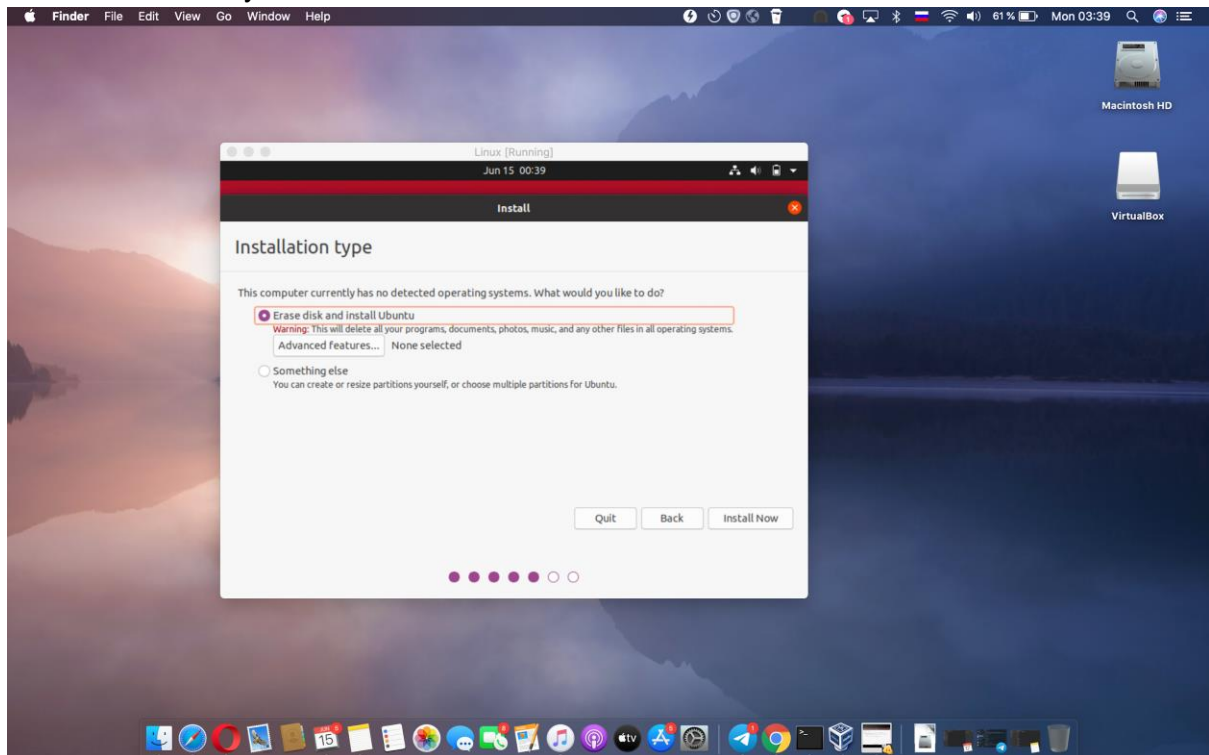 Finder File Edit View Go Window Help 61% Mon 03:39
Macintosh HD
VirtualBox
Linux [Running]
Jun 15 00:39
Install
Installation type
This computer currently has no detected operating systems. What would you like to do?
Erase disk and install Ubuntu
Warning: This will delete all your programs, documents, photos, music, and any other files in all operating systems.
Advanced features... None selected
Something else
You can create or resize partitions yourself, or choose multiple partitions for Ubuntu.
Quit Back Install Now
15
tv